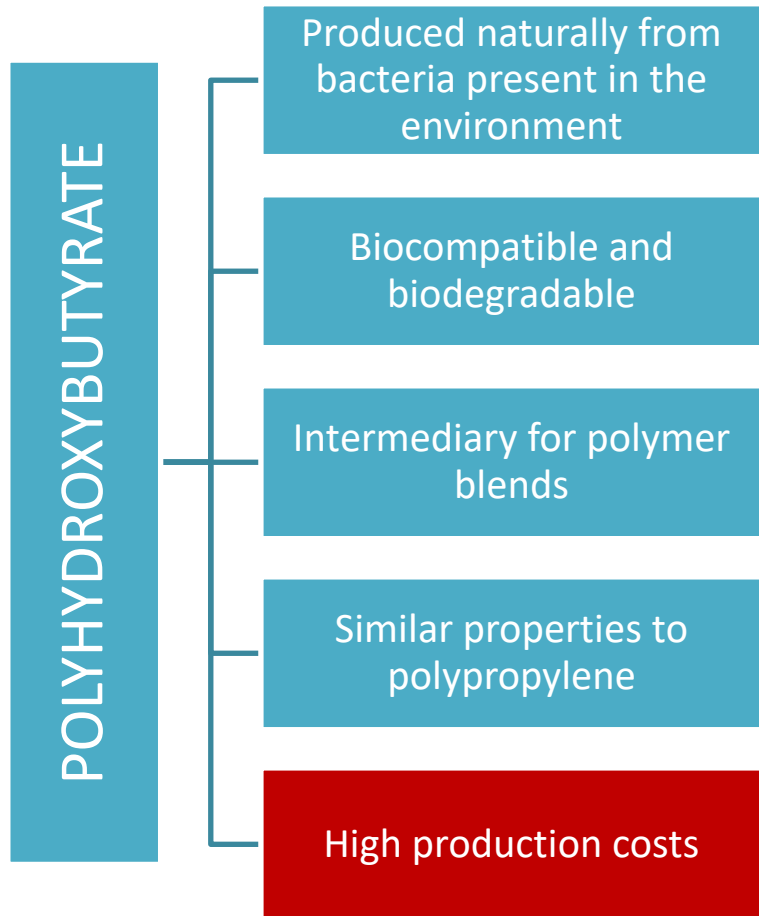 POLYHYDROXYBUTYRATE
Produced naturally from
bacteria present in the
environment
Biocompatible and
biodegradable
Intermediary for polymer
blends
Similar properties to
polypropylene
High production costs